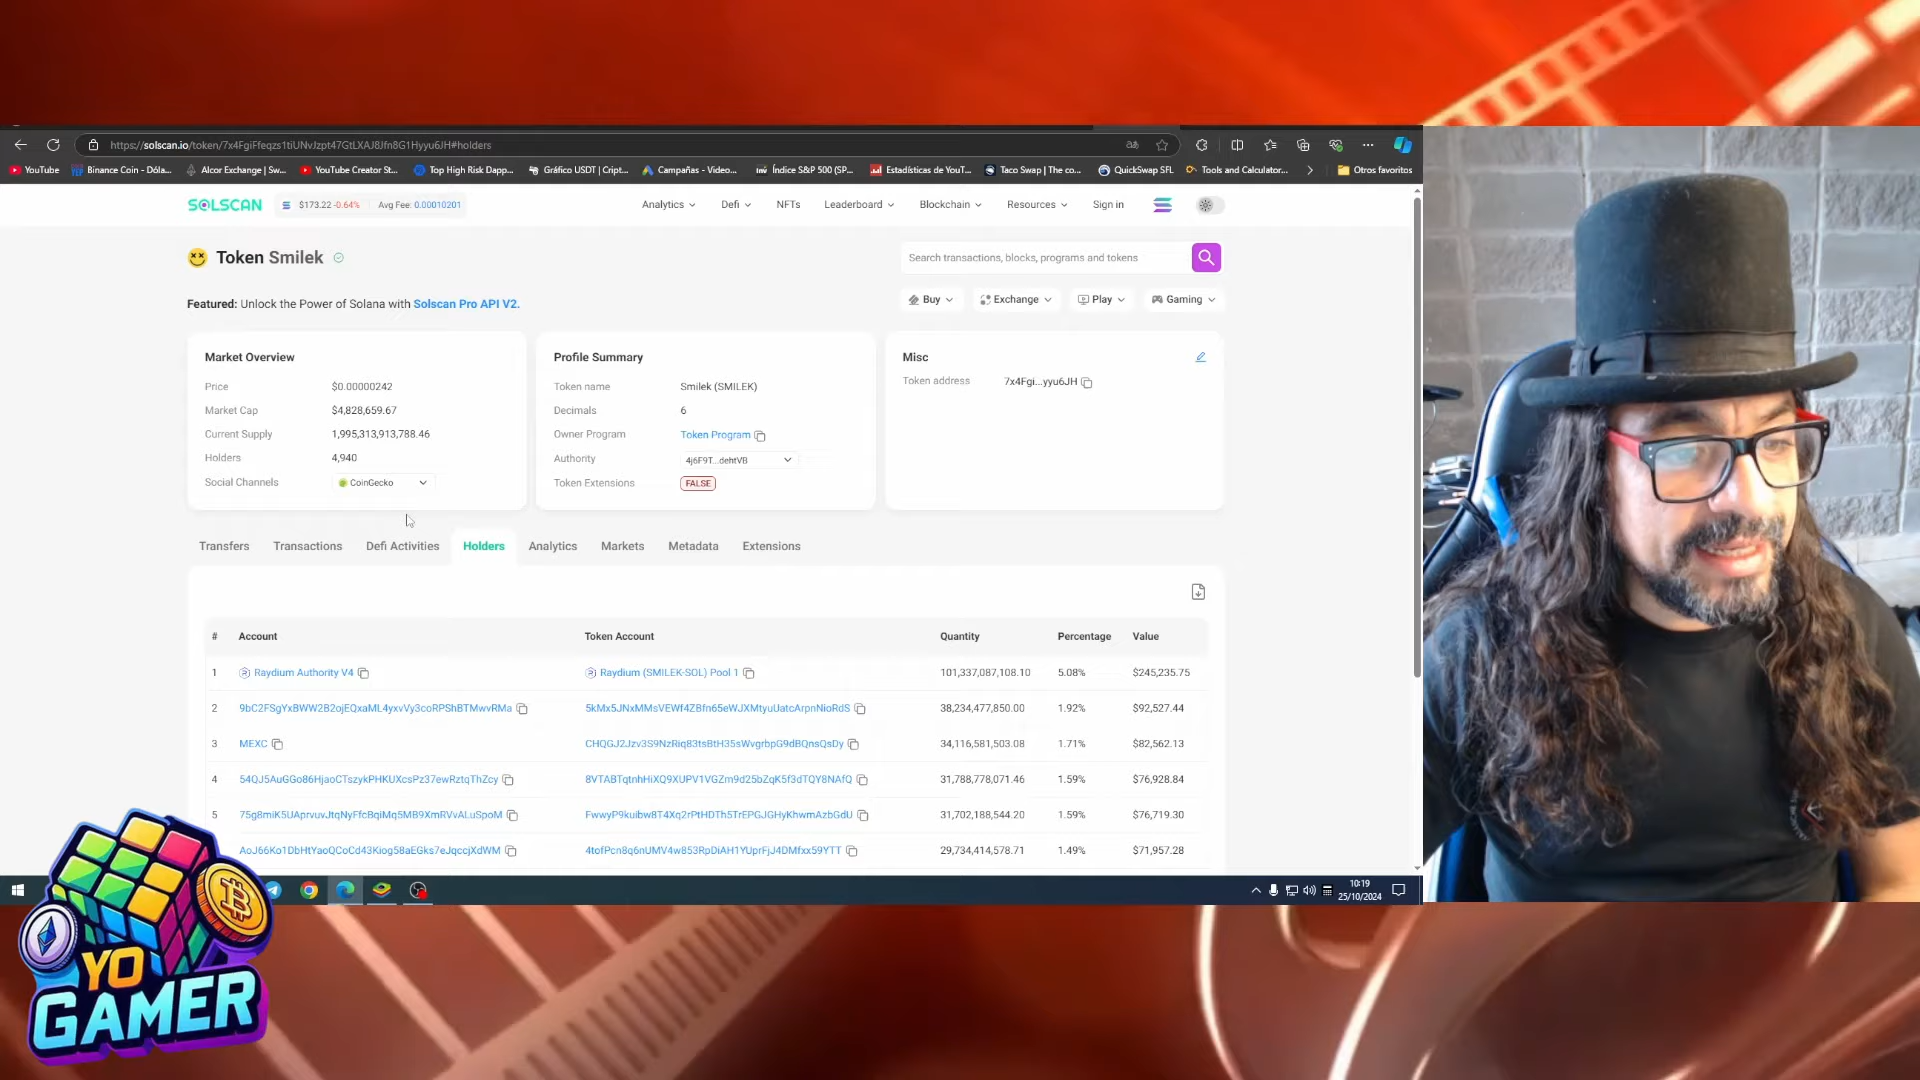 https://solscan.io/token/7x4FgiFfeqzs1tiUNvJzpt47GtLXAJ8Jfn8G1Hyyu6JH#holders
YouTube Binance Coin - Dóla... Alcor Exchange | Sw... YouTube Creator St... Top High Risk Dapp... Gráfico USDT | Cript... Campañas - Video... Índice S&P 500 (SP... Estadísticas de YouT... Taco Swap | The co... QuickSwap SFL Tools and Calculator... Otros favoritos
SOLSCAN $173.22 -0.64% Avg Fee: 0.00010201 Analytics Defi NFTs Leaderboard Blockchain Resources Sign in
Token Smilek
Search transactions, blocks, programs and tokens
Featured: Unlock the Power of Solana with Solscan Pro API V2.
Buy Exchange Play Gaming
Market Overview
Price $0.00000242
Market Cap $4,828,659.67
Current Supply 1,995,313,913,788.46
Holders 4,940
Social Channels CoinGecko
Profile Summary
Token name Smilek (SMILEK)
Decimals 6
Owner Program Token Program
Authority 4j6F9T...dehtVB
Token Extensions FALSE
Misc
Token address 7x4Fgi...yyu6JH
Transfers Transactions Defi Activities Holders Analytics Markets Metadata Extensions
# Account Token Account Quantity Percentage Value
1 Raydium Authority V4 Raydium (SMILEK-SOL) Pool 1 101,337,087,108.10 5.08% $245,235.75
2 9bC2FSgYxBWW2B2ojEQxaML4yxvVy3coRPShBTMwvRMa 5kMx5JNxMMsVEWf4ZBfn65eWJXMtyuUatcArpnNioRdS 38,234,477,850.00 1.92% $92,527.44
3 MEXC CHQGJ2Jzv3S9NzRiq83tsBtH35sWvgrbpG9dBQnsQsDy 34,116,581,503.08 1.71% $82,562.13
4 54QJ5AuGGo86HjaoCTszykPHKUXcsPz37ewRztqThZcy 8VTABTqtnhHiXQ9XUPV1VGZm9d25bZqK5f3dTQY8NAfQ 31,788,778,071.46 1.59% $76,928.84
5 75g8miK5UAprvuvJtqNyFfcBqiMq5MB9XmRVvALuSpoM FwwyP9kuibw8T4Xq2rPtHDTh5TrEPGJGHyKhwmAzbGdU 31,702,188,544.20 1.59% $76,719.30
AoJ66Ko1DbHtYaoQCoCd43Kiog58aEGks7eJqccjXdWM 4tofPcn8q6nUMV4w853RpDiAH1YUprFjJ4DMfxx59YTT 29,734,414,578.71 1.49% $71,957.28
10:19
25/10/2024
YO
GAMER